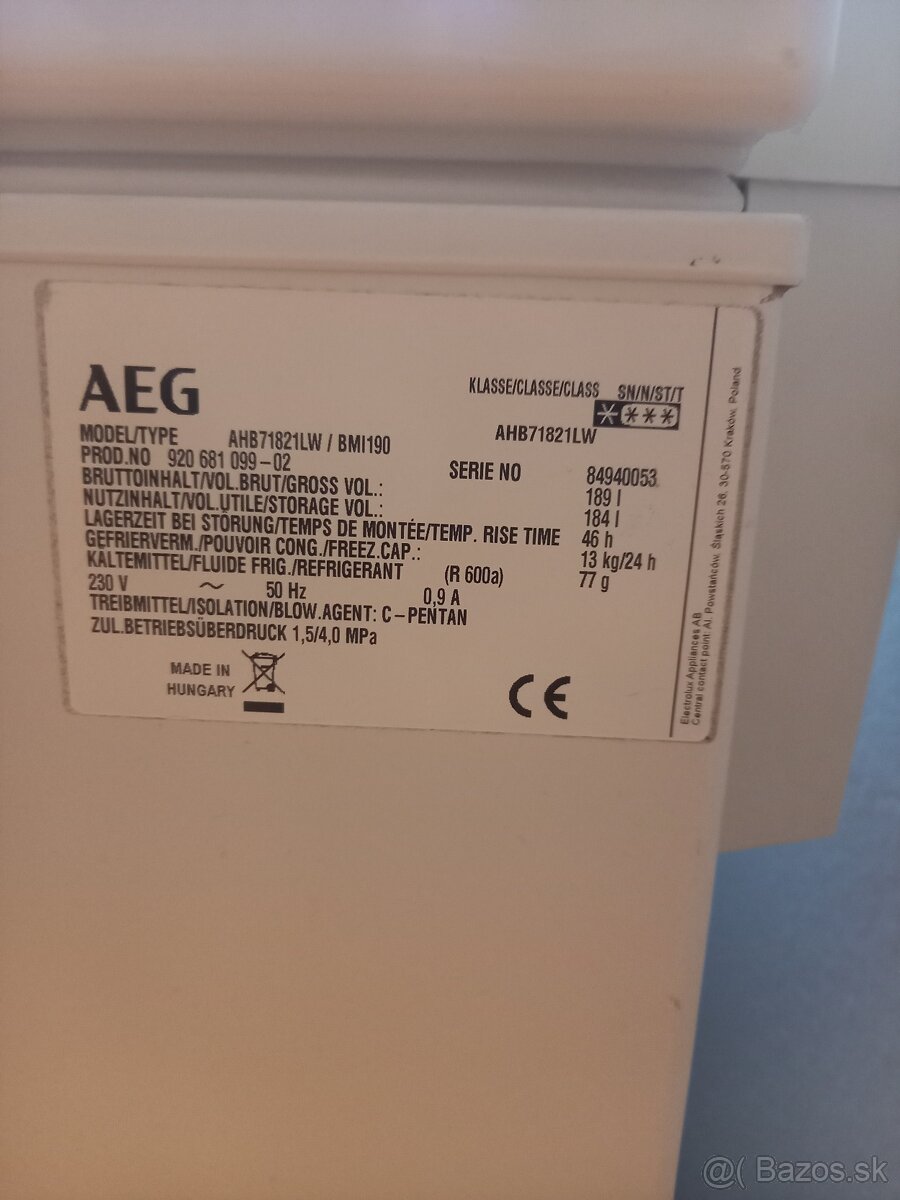 AEG
KLASSE/CLASSE/CLASS SN/N/ST/T
MODEL/TYPE AHB71821LW / BMI190 AHB71821LW
PROD.NO 920 681 099-02 SERIE NO 84940053
BRUTTOINHALT/VOL.BRUT/GROSS VOL.: 189 l
NUTZINHALT/VOL.UTILE/STORAGE VOL.: 184 l
LAGERZEIT BEI STÖRUNG/TEMPS DE MONTÉE/TEMP. RISE TIME 46 h
GEFRIERVERM./POUVOIR CONG./FREEZ.CAP.: 13 kg/24 h
KALTEMITTEL/FLUIDE FRIG./REFRIGERANT (R 600a) 77 g
230 V ~ 50 Hz 0,9 A
TREIBMITTEL/ISOLATION/BLOW.AGENT: C-PENTAN
ZUL.BETRIEBSÜBERDRUCK 1,5/4,0 MPa
MADE IN
HUNGARY
CE
Electrolux Appliances AB
Central contact point: Al. Powstańców. Śląskich 26, 30-570 Kraków, Poland
@( Bazos.sk